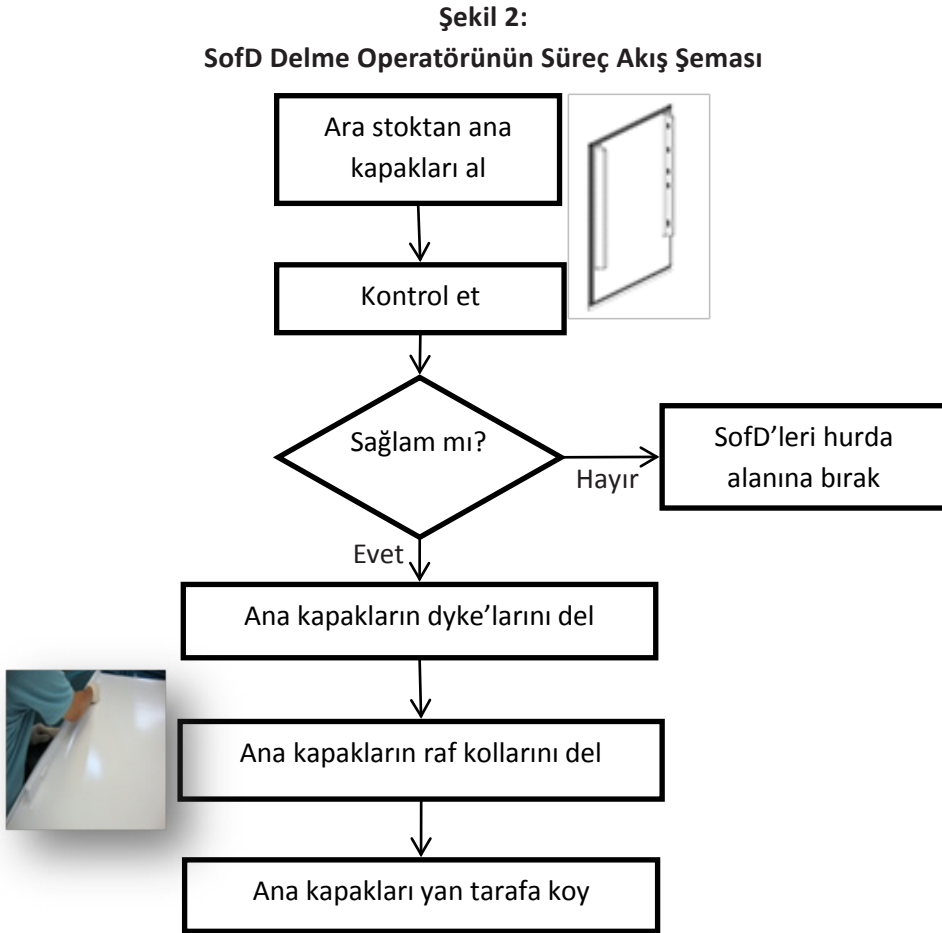 Şekil 2:
SofD Delme Operatörünün Süreç Akış Şeması
Ara stoktan ana
kapakları al
Kontrol et
Sağlam mı?
Hayır
SofD’leri hurda
alanına bırak
Evet
Ana kapakların dyke’larını del
Ana kapakların raf kollarını del
Ana kapakları yan tarafa koy